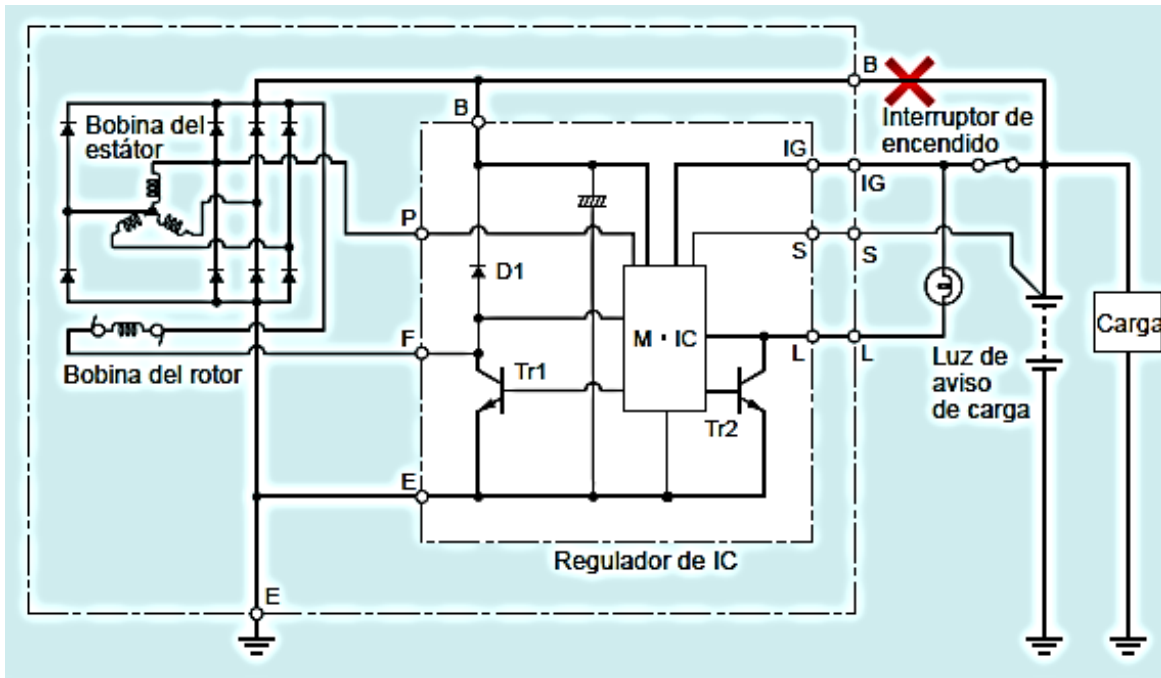 B
B
Bobina del
estátor
Interruptor de
encendido
IG
IG
P
S
S
D1
M · IC
Carga
F
L
L
Bobina del rotor
Tr1
Luz de
aviso
de carga
Tr2
E
Regulador de IC
E